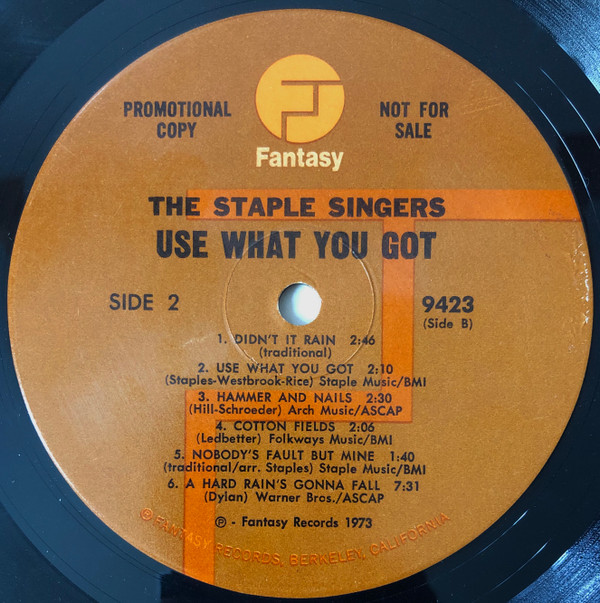 PROMOTIONAL COPY
NOT FOR SALE
Fantasy
THE STAPLE SINGERS
USE WHAT YOU GOT
SIDE 2
9423
(Side B)
1. DIDN'T IT RAIN 2:46
(traditional)
2. USE WHAT YOU GOT 2:10
(Staples-Westbrook-Rice) Staple Music/BMI
3. HAMMER AND NAILS 2:30
(Hill-Schroeder) Arch Music/ASCAP
4. COTTON FIELDS 2:06
(Ledbetter) Folkways Music/BMI
5. NOBODY'S FAULT BUT MINE 1:40
(traditional/arr. Staples) Staple Music/BMI
6. A HARD RAIN'S GONNA FALL 7:31
(Dylan) Warner Bros./ASCAP
℗ - Fantasy Records 1973
© FANTASY RECORDS, BERKELEY, CALIFORNIA